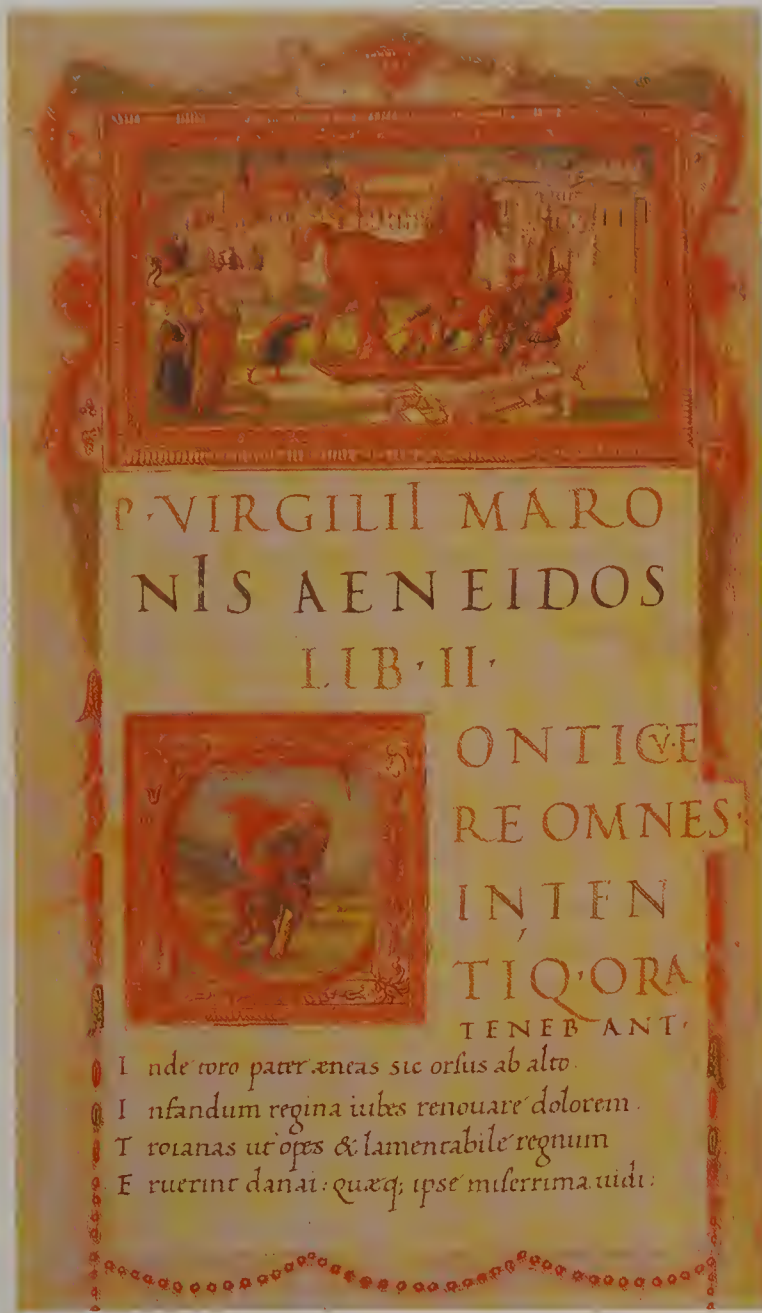 P·VIRGILII MARO
NIS AENEIDOS
LIB·II·
ONTICVE
RE OMNES·
INTEN
TIQ·ORA
TENEBANT·
I nde toro pater æneas sic orſus ab alto.
I nfandum regina iubes renouare dolorem.
T roianas ut opes & lamentabile regnum
E ruerint danai: quæq; ipse miſerrima uidi: